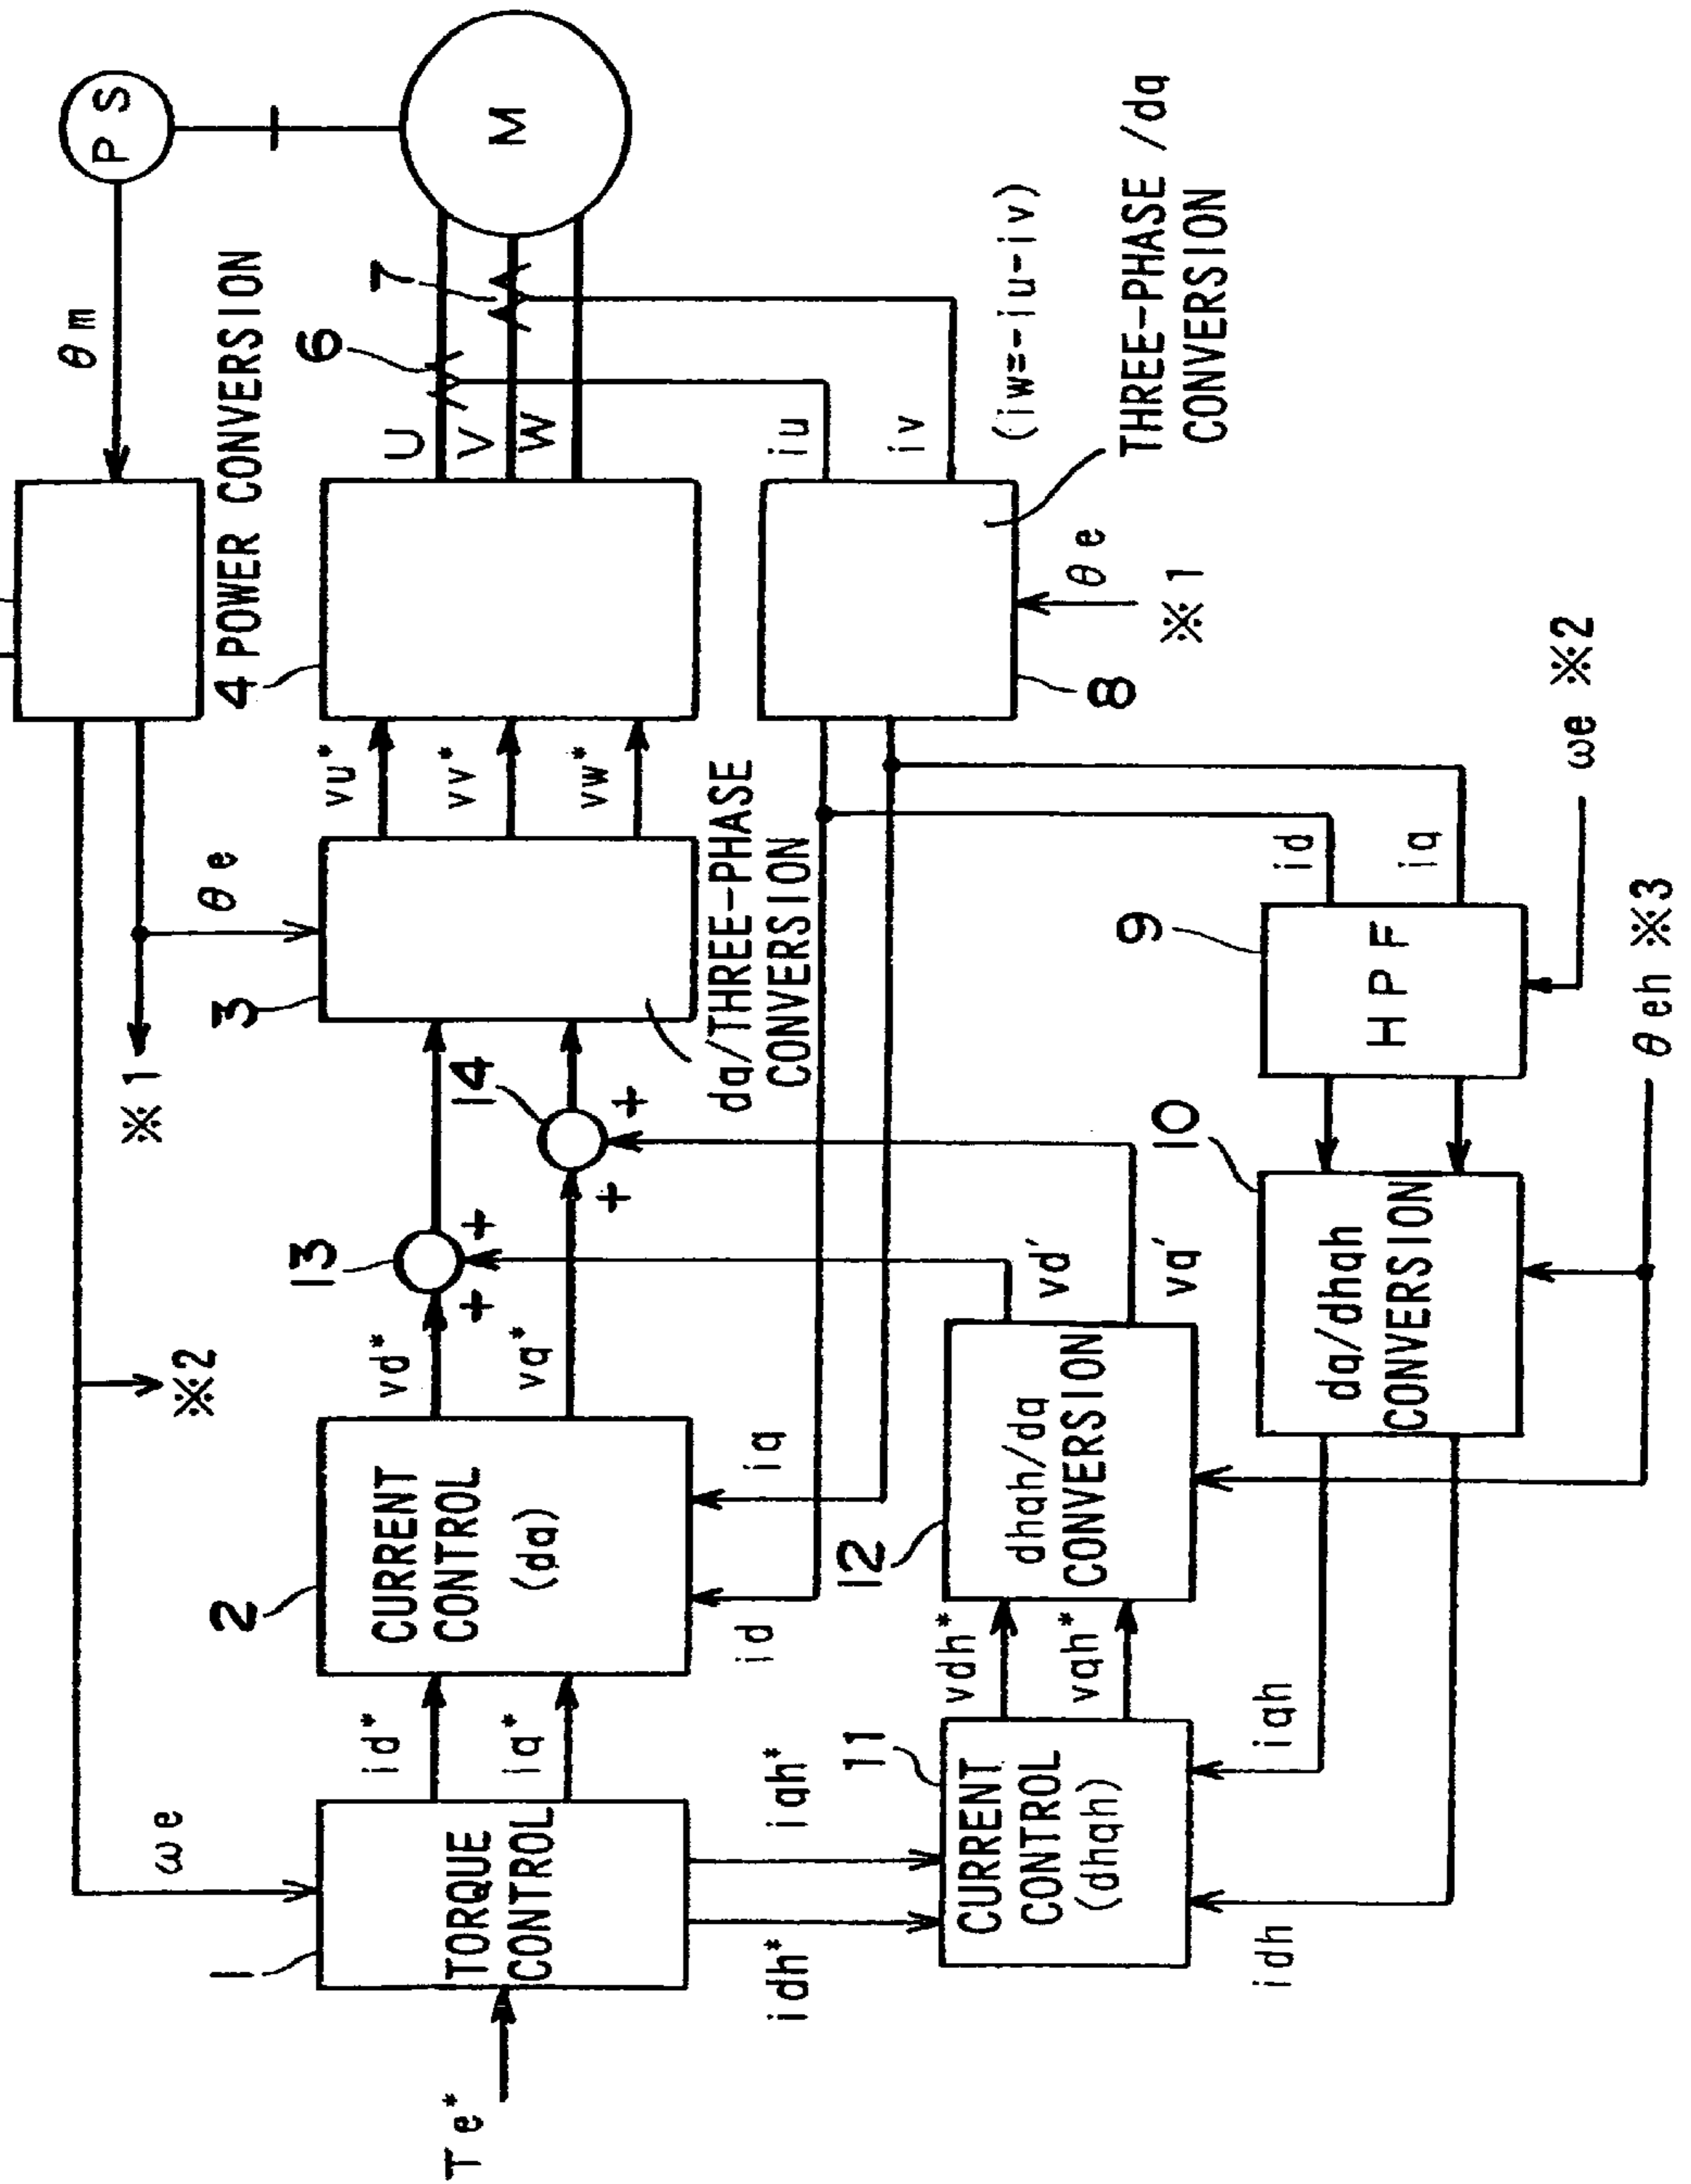 Te*
1
TORQUE
CONTROL
ωe
id*
iq*
idh*
iqh*
2
CURRENT
CONTROL
(dq)
id
iq
vd*
vq*
※2
13
+
+
14
+
+
※1
3
θe
dq/THREE-PHASE
CONVERSION
vu*
vv*
vw*
4 POWER CONVERSION
U
V
W
6
7
θm
PS
M
iu
iv
(iw=-iu-iv)
THREE-PHASE /dq
CONVERSION
8
θe
※1
11
CURRENT
CONTROL
(dhqh)
idh
iqh
vdh*
vqh*
12
dhqh/dq
CONVERSION
vd'
vq'
10
dq/dhqh
CONVERSION
9
HPF
id
iq
ωe ※2
θeh ※3